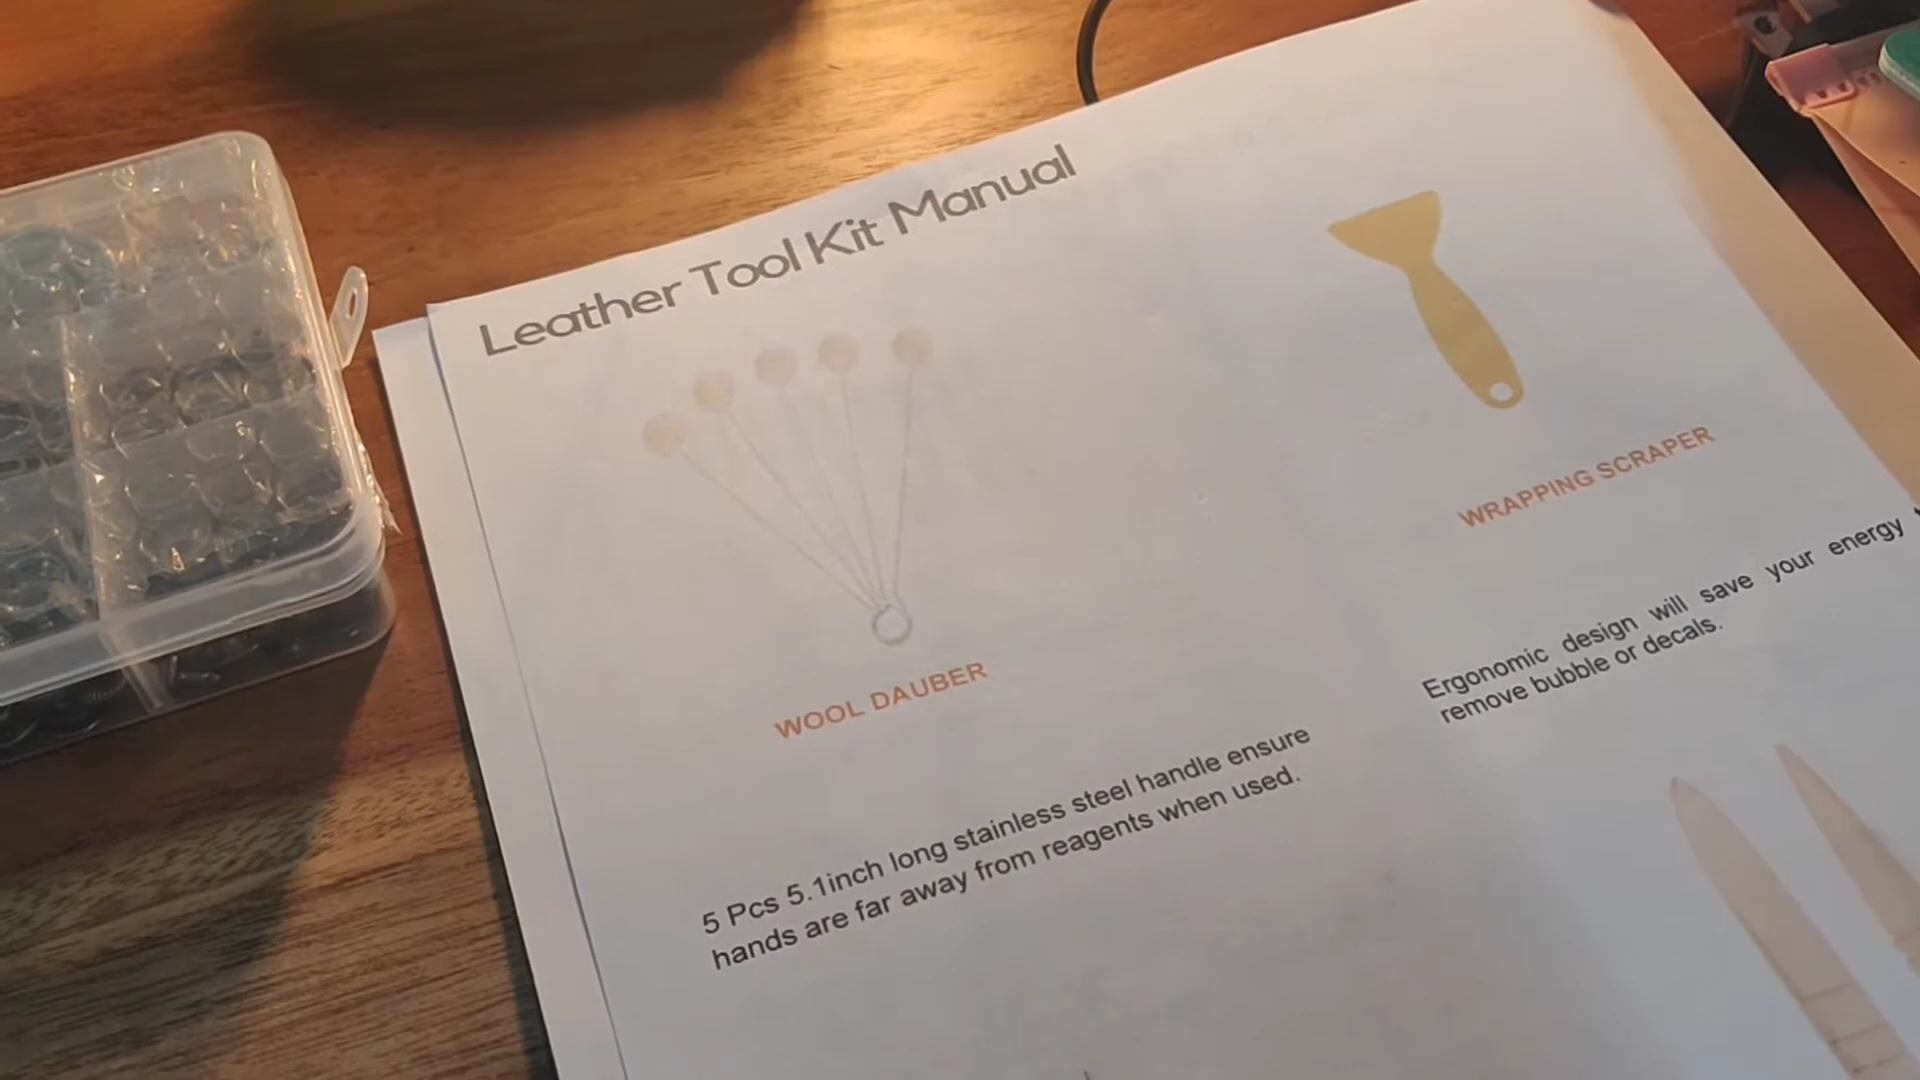 Leather Tool Kit Manual
WOOL DAUBER
5 Pcs 5.1inch long stainless steel handle ensure
hands are far away from reagents when used.
WRAPPING SCRAPER
Ergonomic design will save your energy
remove bubble or decals.